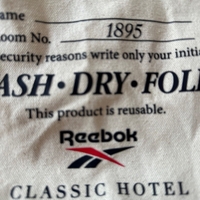 ame
oom No. 1895
ecurity reasons write only your initia
ASH·DRY·FOL
This product is reusable.
Reebok
CLASSIC HOTEL